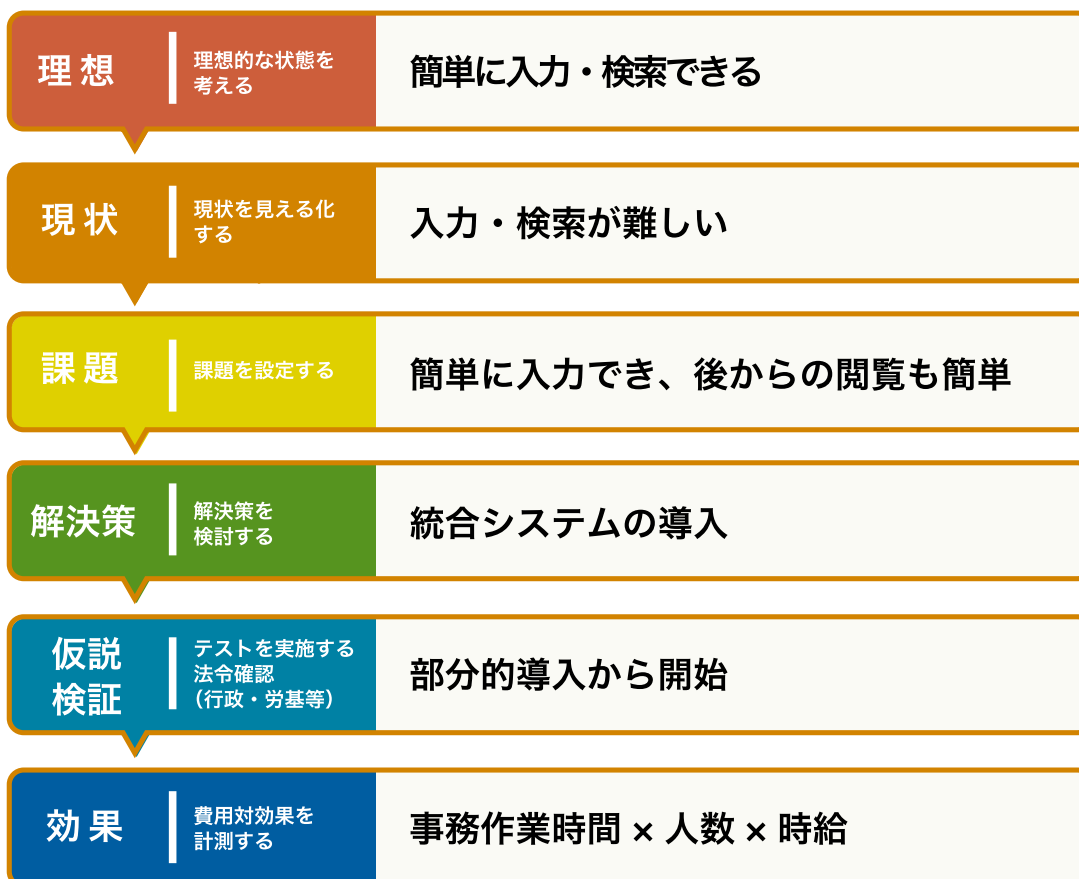 理想
理想的な状態を
考える
簡単に入力・検索できる
現状
現状を見える化
する
入力・検索が難しい
課題
課題を設定する
簡単に入力でき、後からの閲覧も簡単
解決策
解決策を
検討する
統合システムの導入
仮説
検証
テストを実施する
法令確認
（行政・労基等）
部分的導入から開始
効果
費用対効果を
計測する
事務作業時間 × 人数 × 時給